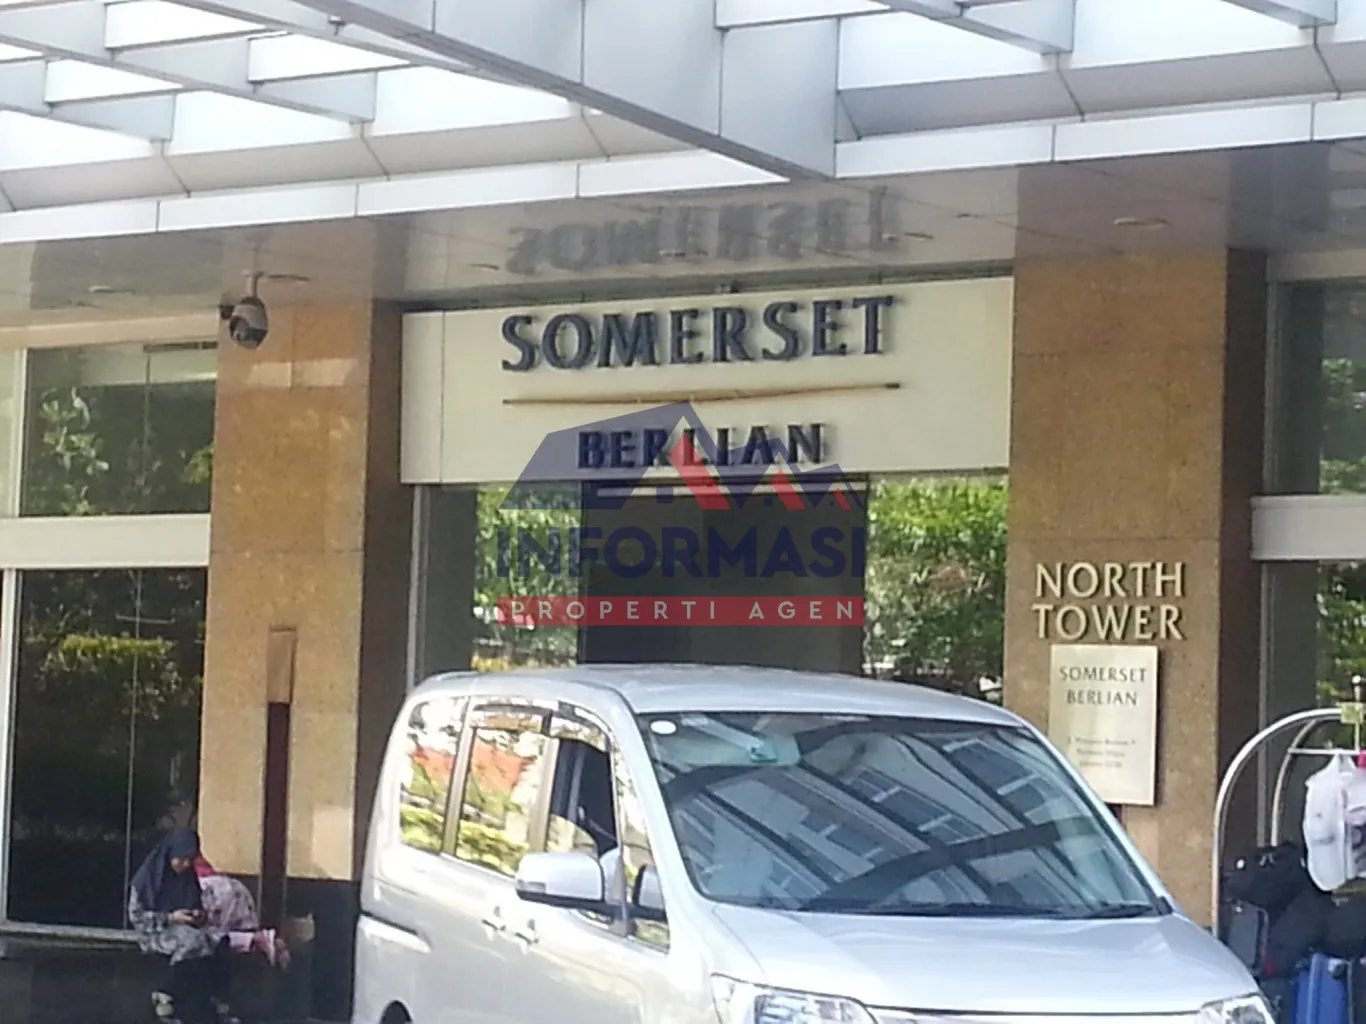 SOMERSET
BERLIAN
INFORMASI
PROPERTI AGEN
NORTH
TOWER
SOMERSET
BERLIAN